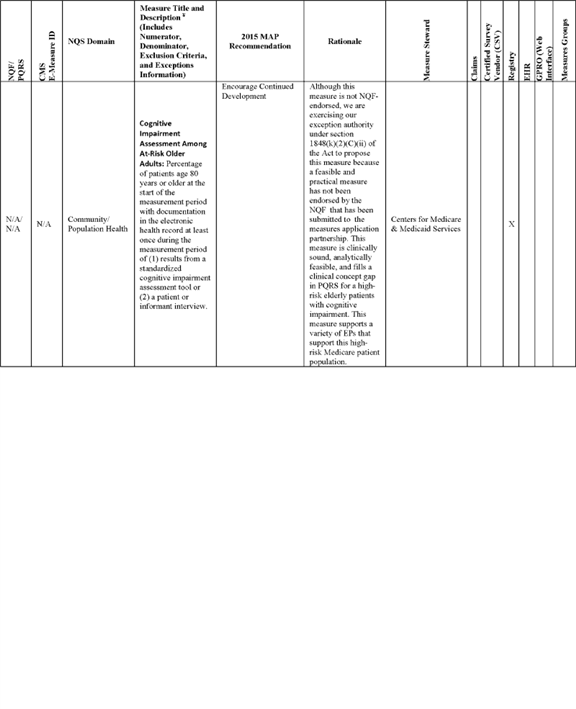 NQF/
PQRS
CMS
E-Measure ID
NQS Domain
Measure Title and
Description ¥
(Includes
Numerator,
Denominator,
Exclusion Criteria,
and Exceptions
Information)
2015 MAP
Recommendation
Rationale
Measure Steward
Claims
Certified Survey
Vendor (CSV)
Registry
EHR
GPRO (Web
Interface)
Measures Groups
N/A/
N/A
N/A
Community/
Population Health
Cognitive
Impairment
Assessment Among
At-Risk Older
Adults: Percentage
of patients age 80
years or older at the
start of the
measurement period
with documentation
in the electronic
health record at least
once during the
measurement period
of (1) results from a
standardized
cognitive impairment
assessment tool or
(2) a patient or
informant interview.
Encourage Continued
Development
Although this
measure is not NQF-
endorsed, we are
exercising our
exception authority
under section
1848(k)(2)(C)(ii) of
the Act to propose
this measure because
a feasible and
practical measure
has not been
endorsed by the
NQF that has been
submitted to the
measures application
partnership. This
measure is clinically
sound, analytically
feasible, and fills a
clinical concept gap
in PQRS for a high-
risk elderly patients
with cognitive
impairment. This
measure supports a
variety of EPs that
support this high-
risk Medicare patient
population.
Centers for Medicare
& Medicaid Services
X